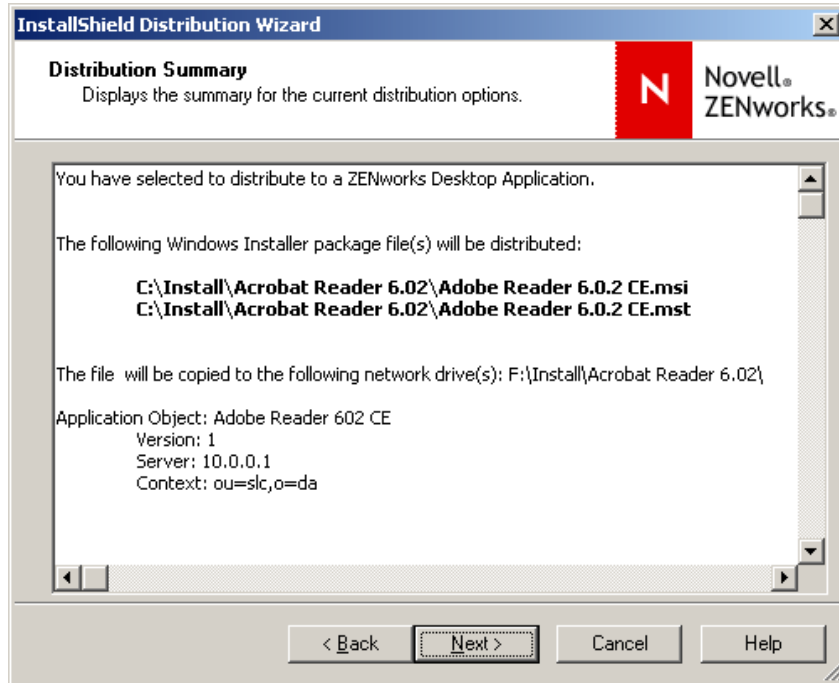 InstallShield Distribution Wizard
Distribution Summary
Displays the summary for the current distribution options.
N
Novell®
ZENworks®
You have selected to distribute to a ZENworks Desktop Application.
The following Windows Installer package file(s) will be distributed:
C:\Install\Acrobat Reader 6.02\Adobe Reader 6.0.2 CE.msi
C:\Install\Acrobat Reader 6.02\Adobe Reader 6.0.2 CE.mst
The file  will be copied to the following network drive(s): F:\Install\Acrobat Reader 6.02\
Application Object: Adobe Reader 602 CE
Version: 1
Server: 10.0.0.1
Context: ou=slc,o=da
< Back
Next >
Cancel
Help